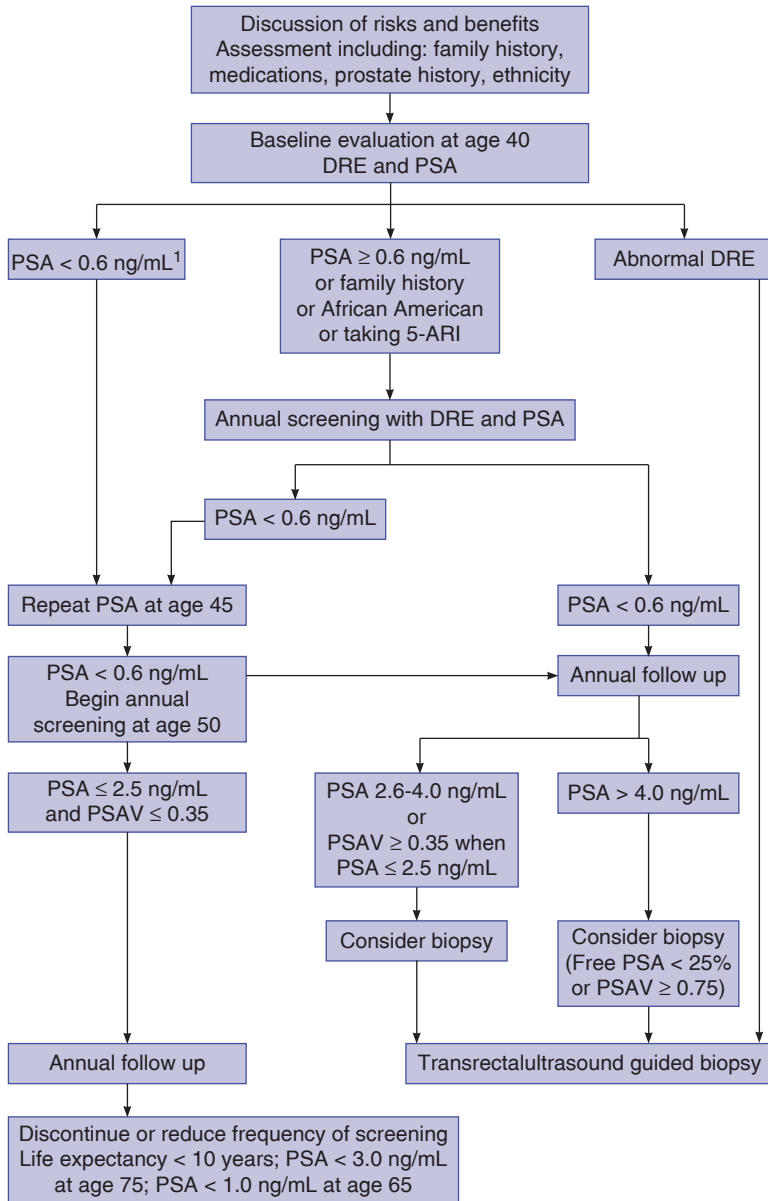 Discussion of risks and benefits
Assessment including: family history,
medications, prostate history, ethnicity
Baseline evaluation at age 40
DRE and PSA
PSA < 0.6 ng/mL¹
PSA ≥ 0.6 ng/mL
or family history
or African American
or taking 5-ARI
Abnormal DRE
Annual screening with DRE and PSA
PSA < 0.6 ng/mL
Repeat PSA at age 45
PSA < 0.6 ng/mL
PSA < 0.6 ng/mL
Begin annual
screening at age 50
Annual follow up
PSA ≤ 2.5 ng/mL
and PSAV ≤ 0.35
PSA 2.6-4.0 ng/mL
or
PSAV ≥ 0.35 when
PSA ≤ 2.5 ng/mL
PSA > 4.0 ng/mL
Consider biopsy
Consider biopsy
(Free PSA < 25%
or PSAV ≥ 0.75)
Annual follow up
Transrectalultrasound guided biopsy
Discontinue or reduce frequency of screening
Life expectancy < 10 years; PSA < 3.0 ng/mL
at age 75; PSA < 1.0 ng/mL at age 65